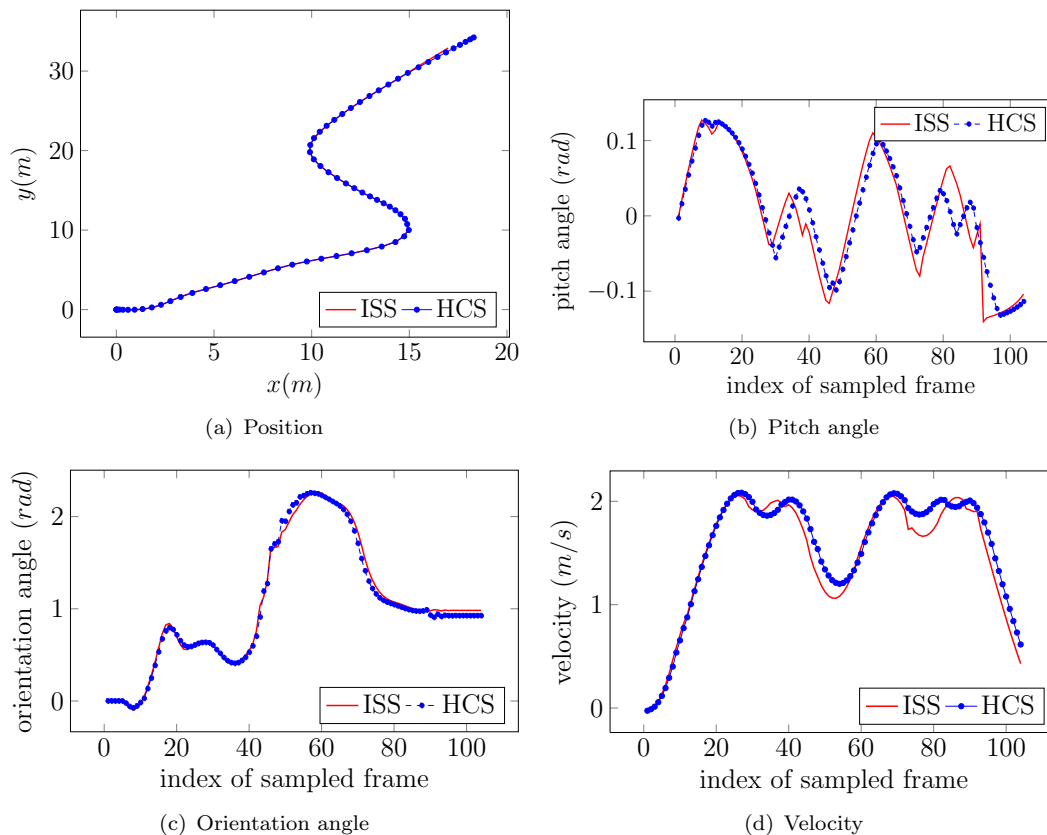 30
20
10
0
y(m)
ISS HCS
0 5 10 15 20
x(m)
(a) Position
0.1
0
−0.1
pitch angle (rad)
ISS HCS
0 20 40 60 80 100
index of sampled frame
(b) Pitch angle
2
1
0
orientation angle (rad)
ISS HCS
0 20 40 60 80 100
index of sampled frame
(c) Orientation angle
2
1
0
velocity (m/s)
ISS HCS
0 20 40 60 80 100
index of sampled frame
(d) Velocity